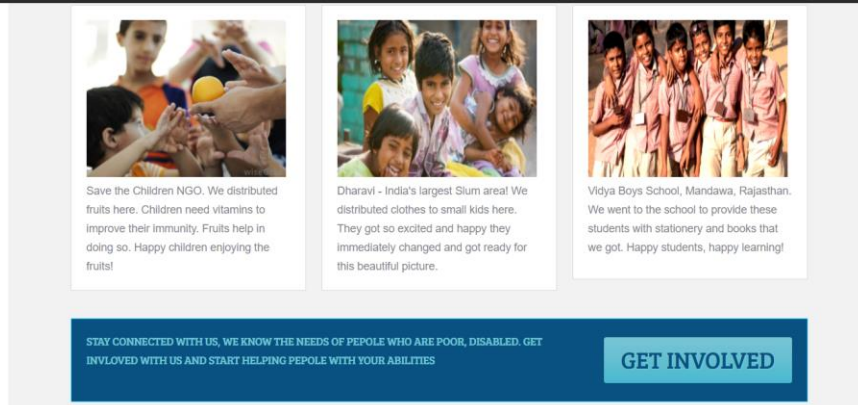 Save the Children NGO. We distributed
fruits here. Children need vitamins to
improve their immunity. Fruits help in
doing so. Happy children enjoying the
fruits!
Dharavi - India's largest Slum area! We
distributed clothes to small kids here.
They got so excited and happy they
immediately changed and got ready for
this beautiful picture.
Vidya Boys School, Mandawa, Rajasthan.
We went to the school to provide these
students with stationery and books that
we got. Happy students, happy learning!
STAY CONNECTED WITH US, WE KNOW THE NEEDS OF PEPOLE WHO ARE POOR, DISABLED. GET
INVLOVED WITH US AND START HELPING PEPOLE WITH YOUR ABILITIES
GET INVOLVED